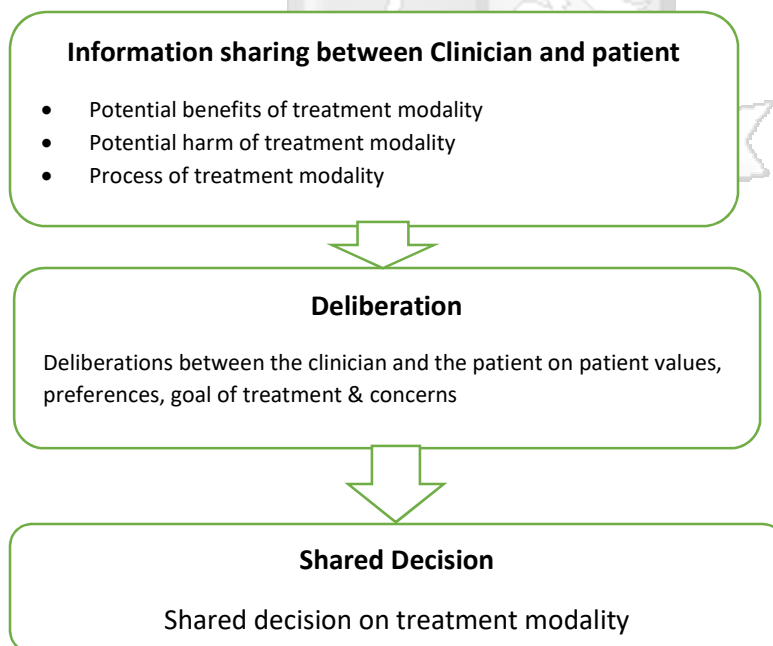 Information sharing between Clinician and patient
• Potential benefits of treatment modality
• Potential harm of treatment modality
• Process of treatment modality
Deliberation
Deliberations between the clinician and the patient on patient values,
preferences, goal of treatment & concerns
Shared Decision
Shared decision on treatment modality